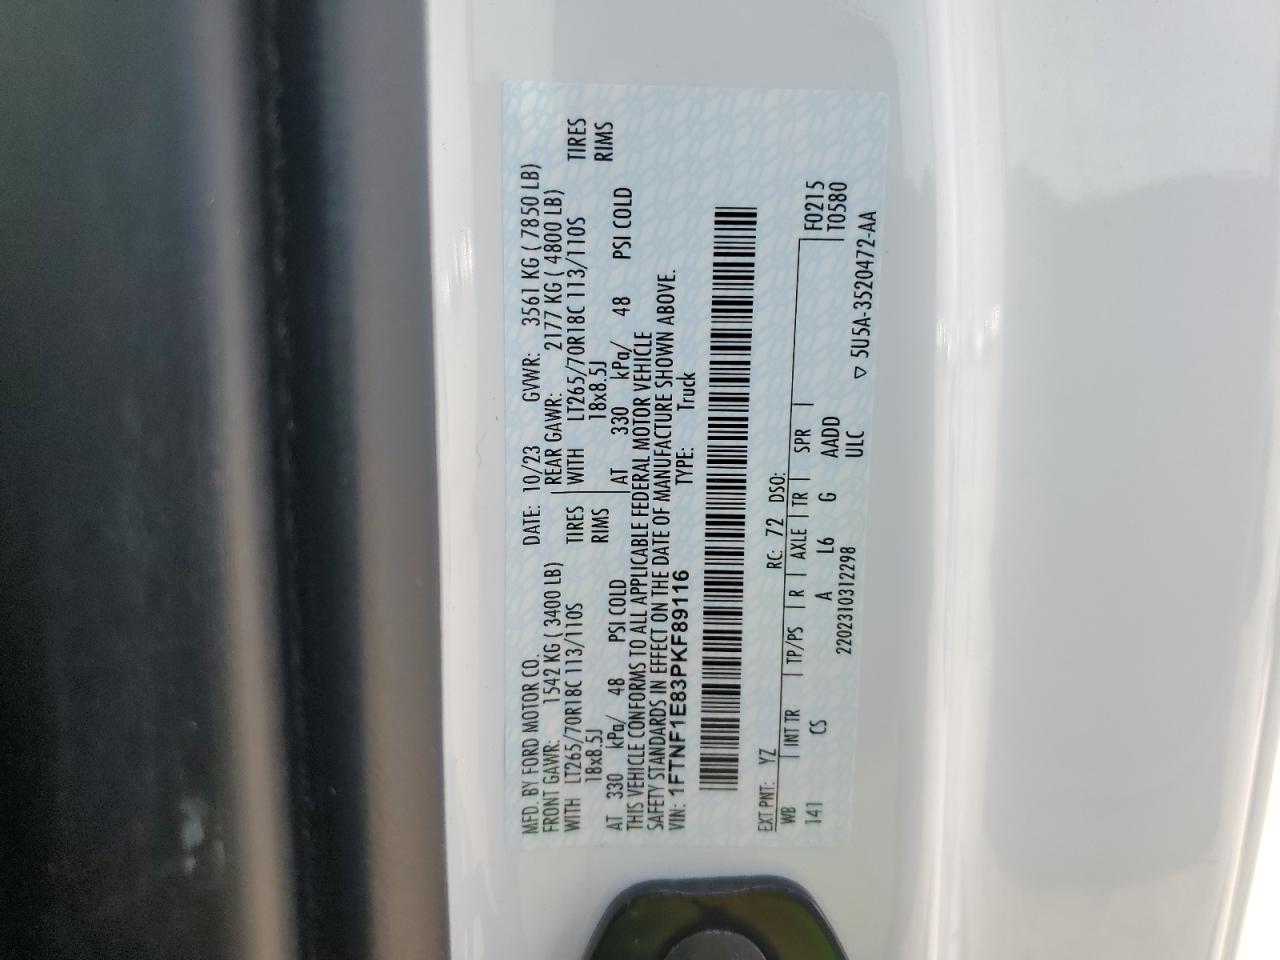 MFD. BY FORD MOTOR CO. DATE: 10/23 GVWR: 3561 KG ( 7850 LB)
FRONT GAWR: 1542 KG ( 3400 LB) REAR GAWR: 2177 KG ( 4800 LB)
WITH LT265/70R18C 113/110S TIRES WITH LT265/70R18C 113/110S TIRES
18x8.5J RIMS 18x8.5J RIMS
AT 330 kPa/ 48 PSI COLD AT 330 kPa/ 48 PSI COLD
THIS VEHICLE CONFORMS TO ALL APPLICABLE FEDERAL MOTOR VEHICLE
SAFETY STANDARDS IN EFFECT ON THE DATE OF MANUFACTURE SHOWN ABOVE.
VIN: 1FTNF1E83PKF89116 TYPE: Truck
EXT PNT: YZ RC: 72 DSO:
WB INT TR TP/PS R AXLE TR SPR F0215
141 CS A L6 G AADD T0580
2202310312298 ULC ▽ 5U5A-3520472-AA